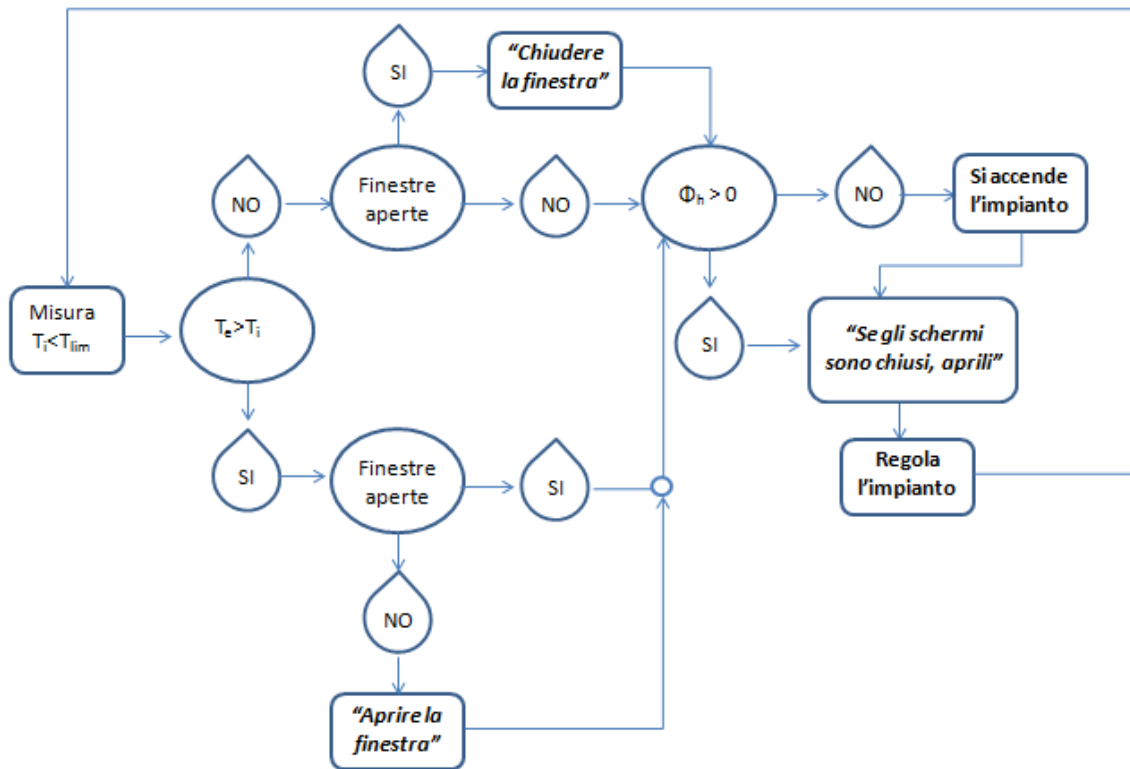 SI
“Chiudere
la finestra”
NO
Finestre
aperte
NO
Φh > 0
NO
Si accende
l’impianto
Misura
Ti<Tlim
Te>Ti
SI
“Se gli schermi
sono chiusi, aprili”
SI
Finestre
aperte
SI
Regola
l’impianto
NO
“Aprire la
finestra”